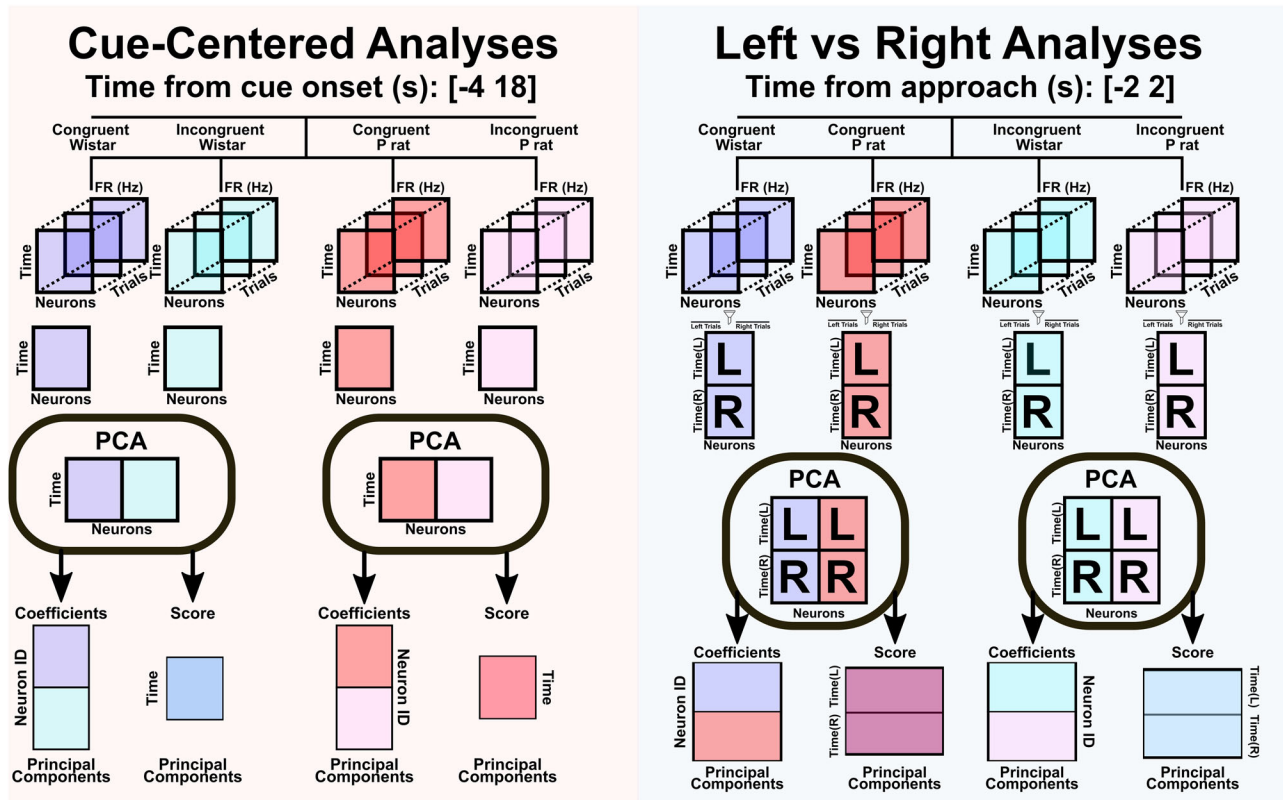 Cue-Centered Analyses
Time from cue onset (s): [-4 18]
Congruent Wistar
Incongruent Wistar
Congruent P rat
Incongruent P rat
FR (Hz)
FR (Hz)
FR (Hz)
FR (Hz)
Time
Neurons
Trials
Time
Neurons
Trials
Time
Neurons
Trials
Time
Neurons
Trials
Time
Neurons
Time
Neurons
Time
Neurons
Time
Neurons
PCA
Time
Neurons
PCA
Time
Neurons
Coefficients
Neuron ID
Principal
Components
Score
Time
Principal
Components
Coefficients
Neuron ID
Principal
Components
Score
Time
Principal
Components
Left vs Right Analyses
Time from approach (s): [-2 2]
Congruent Wistar
Congruent P rat
Incongruent Wistar
Incongruent P rat
FR (Hz)
FR (Hz)
FR (Hz)
FR (Hz)
Time
Neurons
Trials
Time
Neurons
Trials
Time
Neurons
Trials
Time
Neurons
Trials
Left Trials
Right Trials
Time(L)
L
Time(R)
R
Neurons
Left Trials
Right Trials
Time(L)
L
Time(R)
R
Neurons
Left Trials
Right Trials
Time(L)
L
Time(R)
R
Neurons
Left Trials
Right Trials
Time(L)
L
Time(R)
R
Neurons
PCA
Time(L)
L L
Time(R)
R R
Neurons
PCA
Time(L)
L L
Time(R)
R R
Neurons
Coefficients
Neuron ID
Principal
Components
Score
Time(L)
Time(R)
Principal
Components
Coefficients
Neuron ID
Principal
Components
Score
Time(L)
Time(R)
Principal
Components